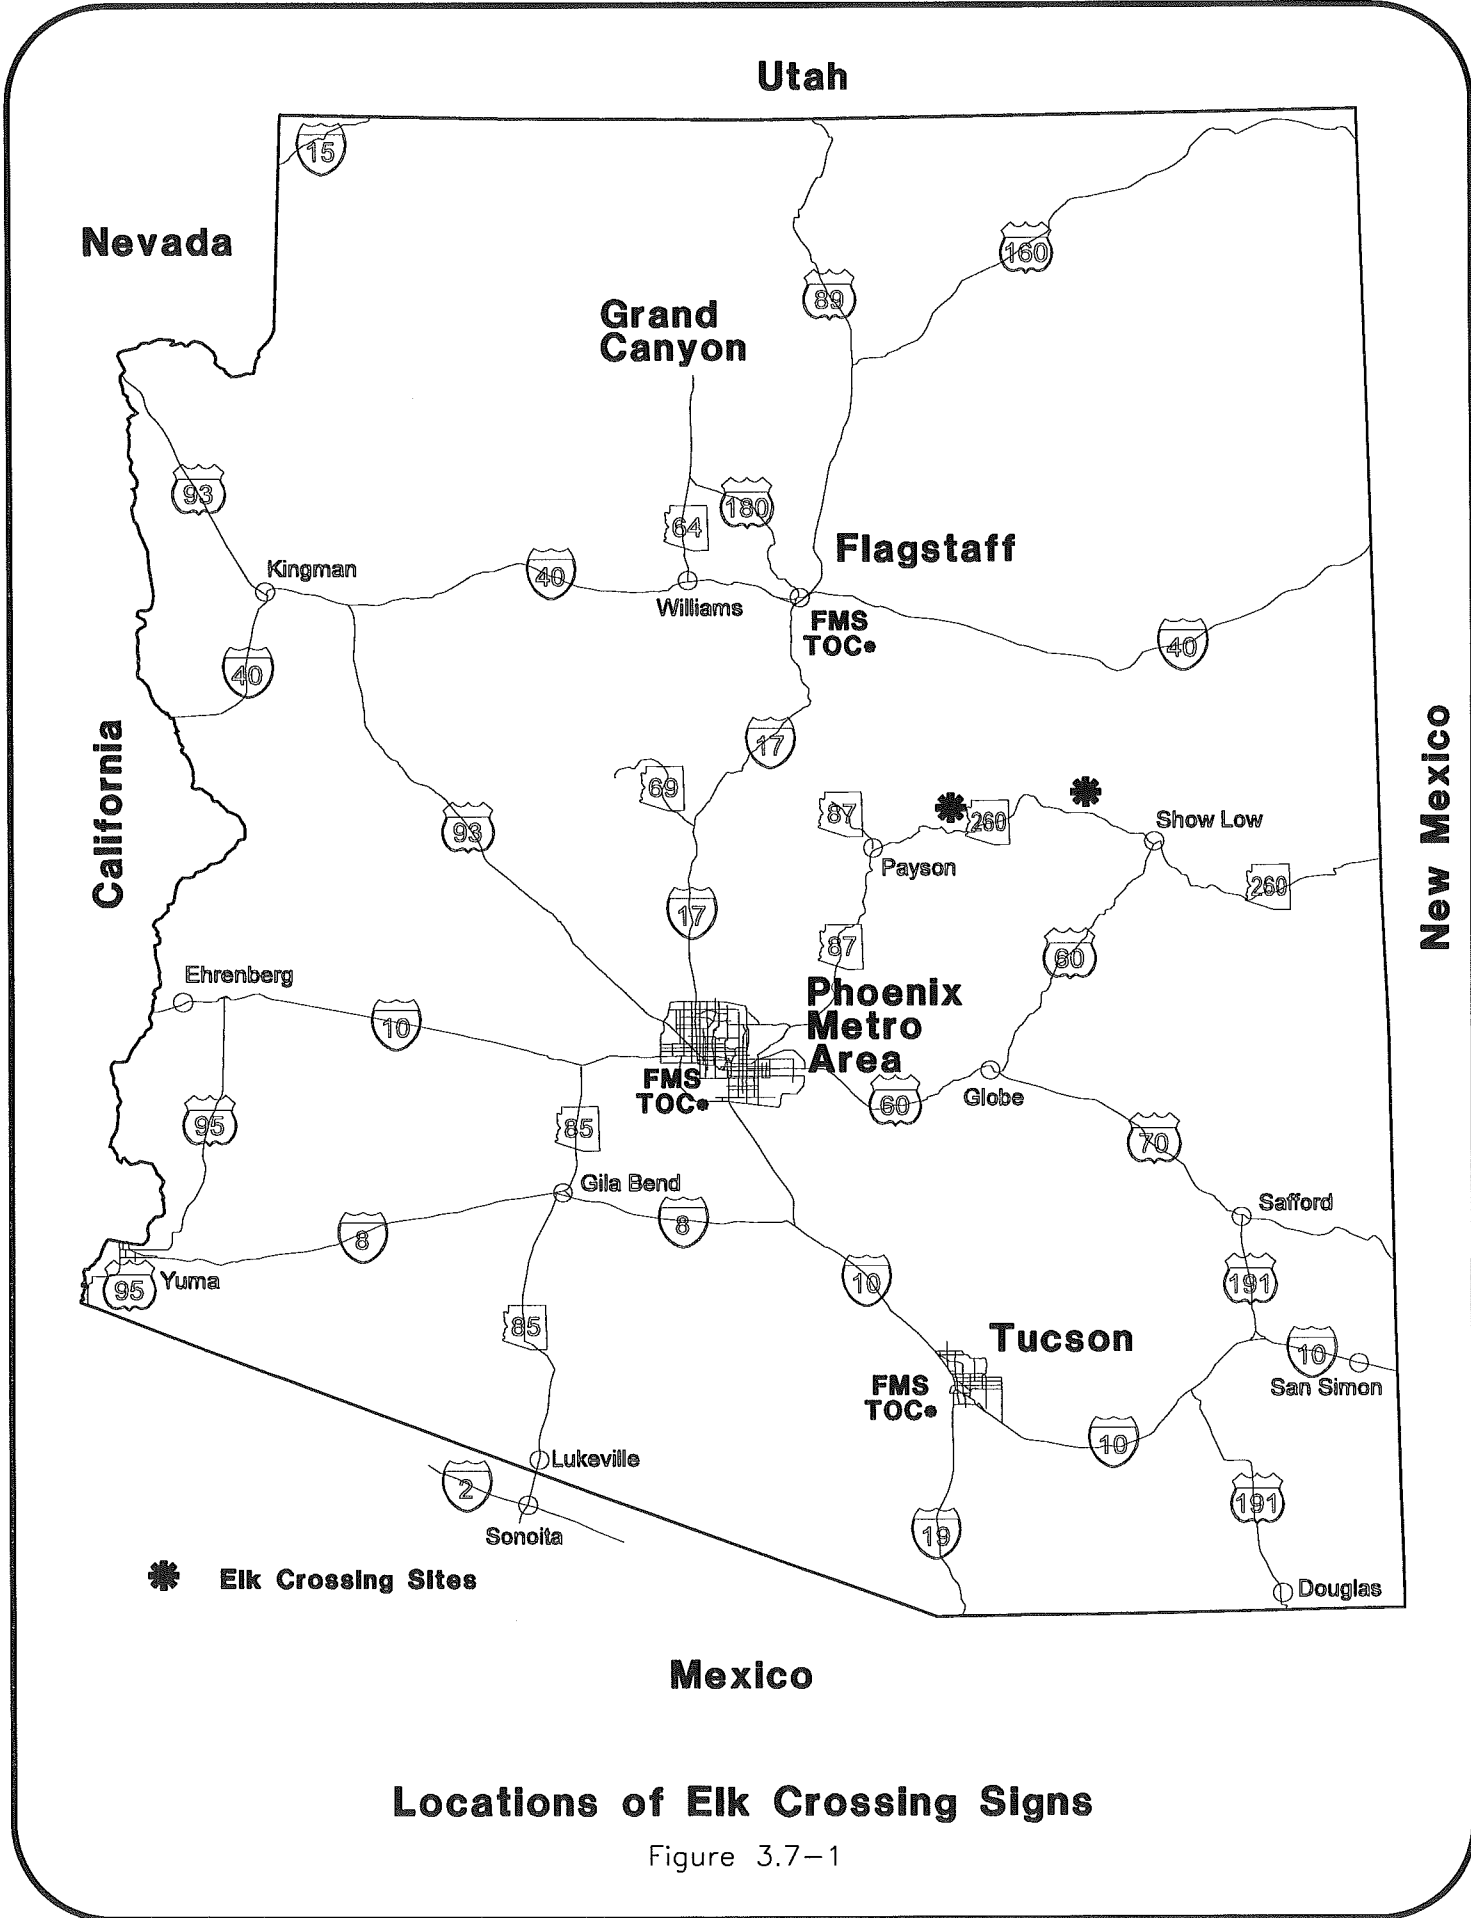 Utah
15
Nevada
160
89
Grand
Canyon
93
180
64
Flagstaff
Kingman
40
Williams
FMS
TOC
40
40
California
17
New Mexico
69
87
260
93
Show Low
Payson
260
17
87
60
Ehrenberg
Phoenix
Metro
Area
10
FMS
TOC
60
Globe
95
85
70
Gila Bend
Safford
8
8
10
191
95
Yuma
85
Tucson
10
San Simon
FMS
TOC
10
Lukeville
2
191
Sonoita
19
Elk Crossing Sites
Douglas
Mexico
Locations of Elk Crossing Signs
Figure 3.7-1